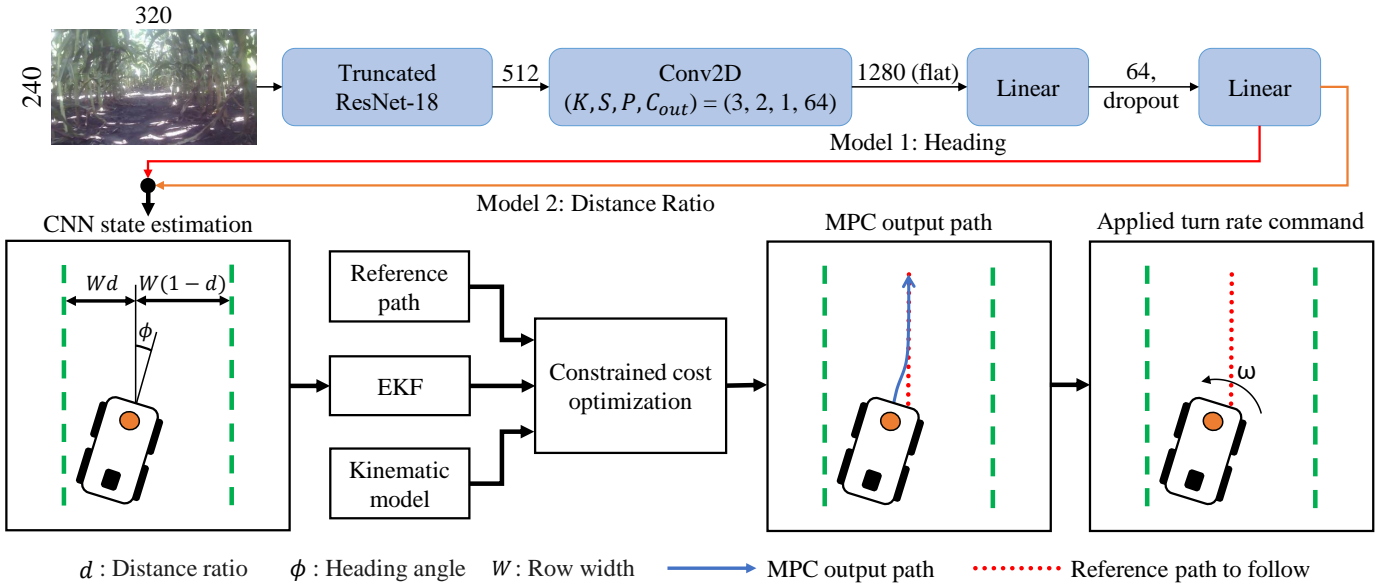 320
240
Truncated
ResNet-18
512
Conv2D
(K, S, P, C_out) = (3, 2, 1, 64)
1280 (flat)
Linear
64,
dropout
Linear
Model 1: Heading
Model 2: Distance Ratio
CNN state estimation
Wd
W(1 − d)
ϕ
Reference
path
EKF
Kinematic
model
Constrained cost
optimization
MPC output path
Applied turn rate command
ω
d : Distance ratio
ϕ : Heading angle
W : Row width
MPC output path
Reference path to follow